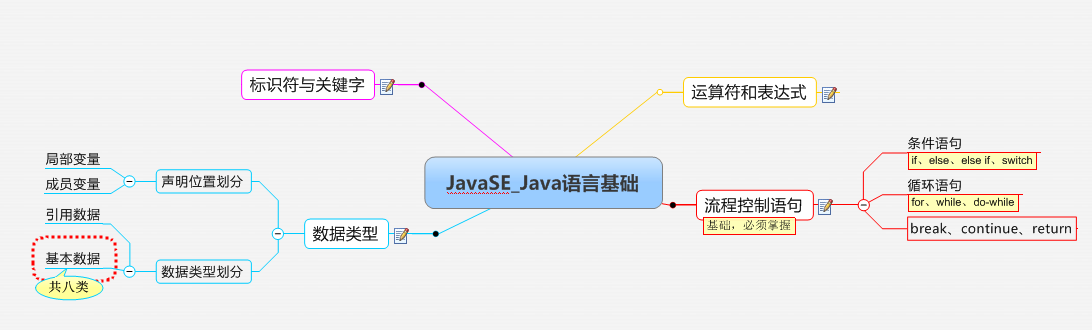 标识符与关键字
运算符和表达式
JavaSE_Java语言基础
条件语句
if、else、else if、switch
循环语句
for、while、do-while
break、continue、return
流程控制语句
基础，必须掌握
局部变量
成员变量
声明位置划分
数据类型
引用数据
基本数据
共八类
数据类型划分